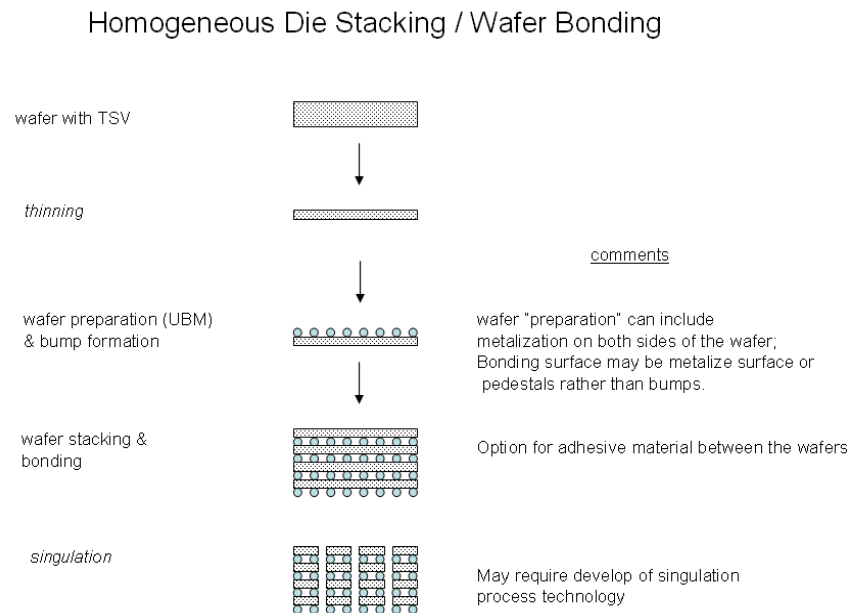 Homogeneous Die Stacking / Wafer Bonding
wafer with TSV
thinning
comments
wafer preparation (UBM)
& bump formation
wafer "preparation" can include
metalization on both sides of the wafer;
Bonding surface may be metalize surface or
pedestals rather than bumps.
wafer stacking &
bonding
Option for adhesive material between the wafers
singulation
May require develop of singulation
process technology